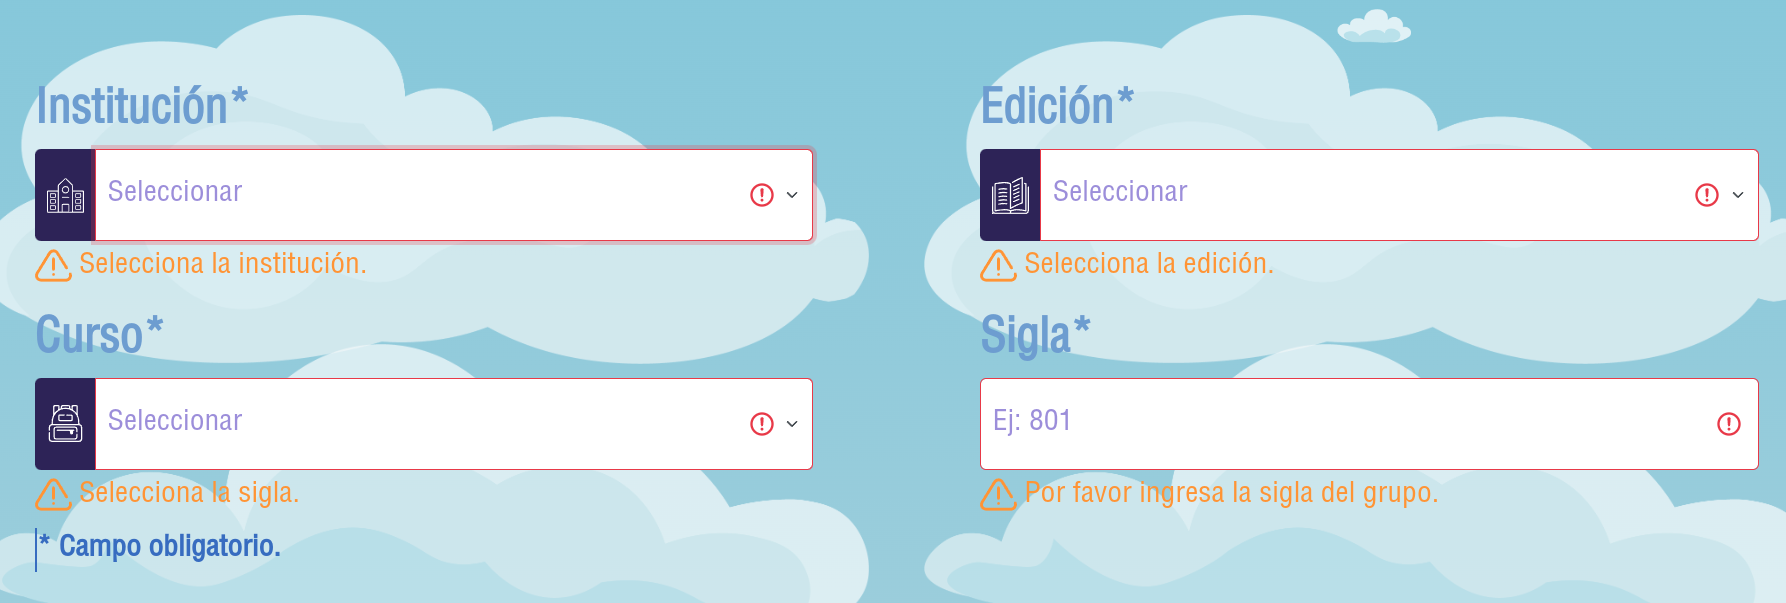 Institución*
Seleccionar
Selecciona la institución.
Edición*
Seleccionar
Selecciona la edición.
Curso*
Seleccionar
Selecciona la sigla.
Sigla*
Ej: 801
Por favor ingresa la sigla del grupo.
* Campo obligatorio.